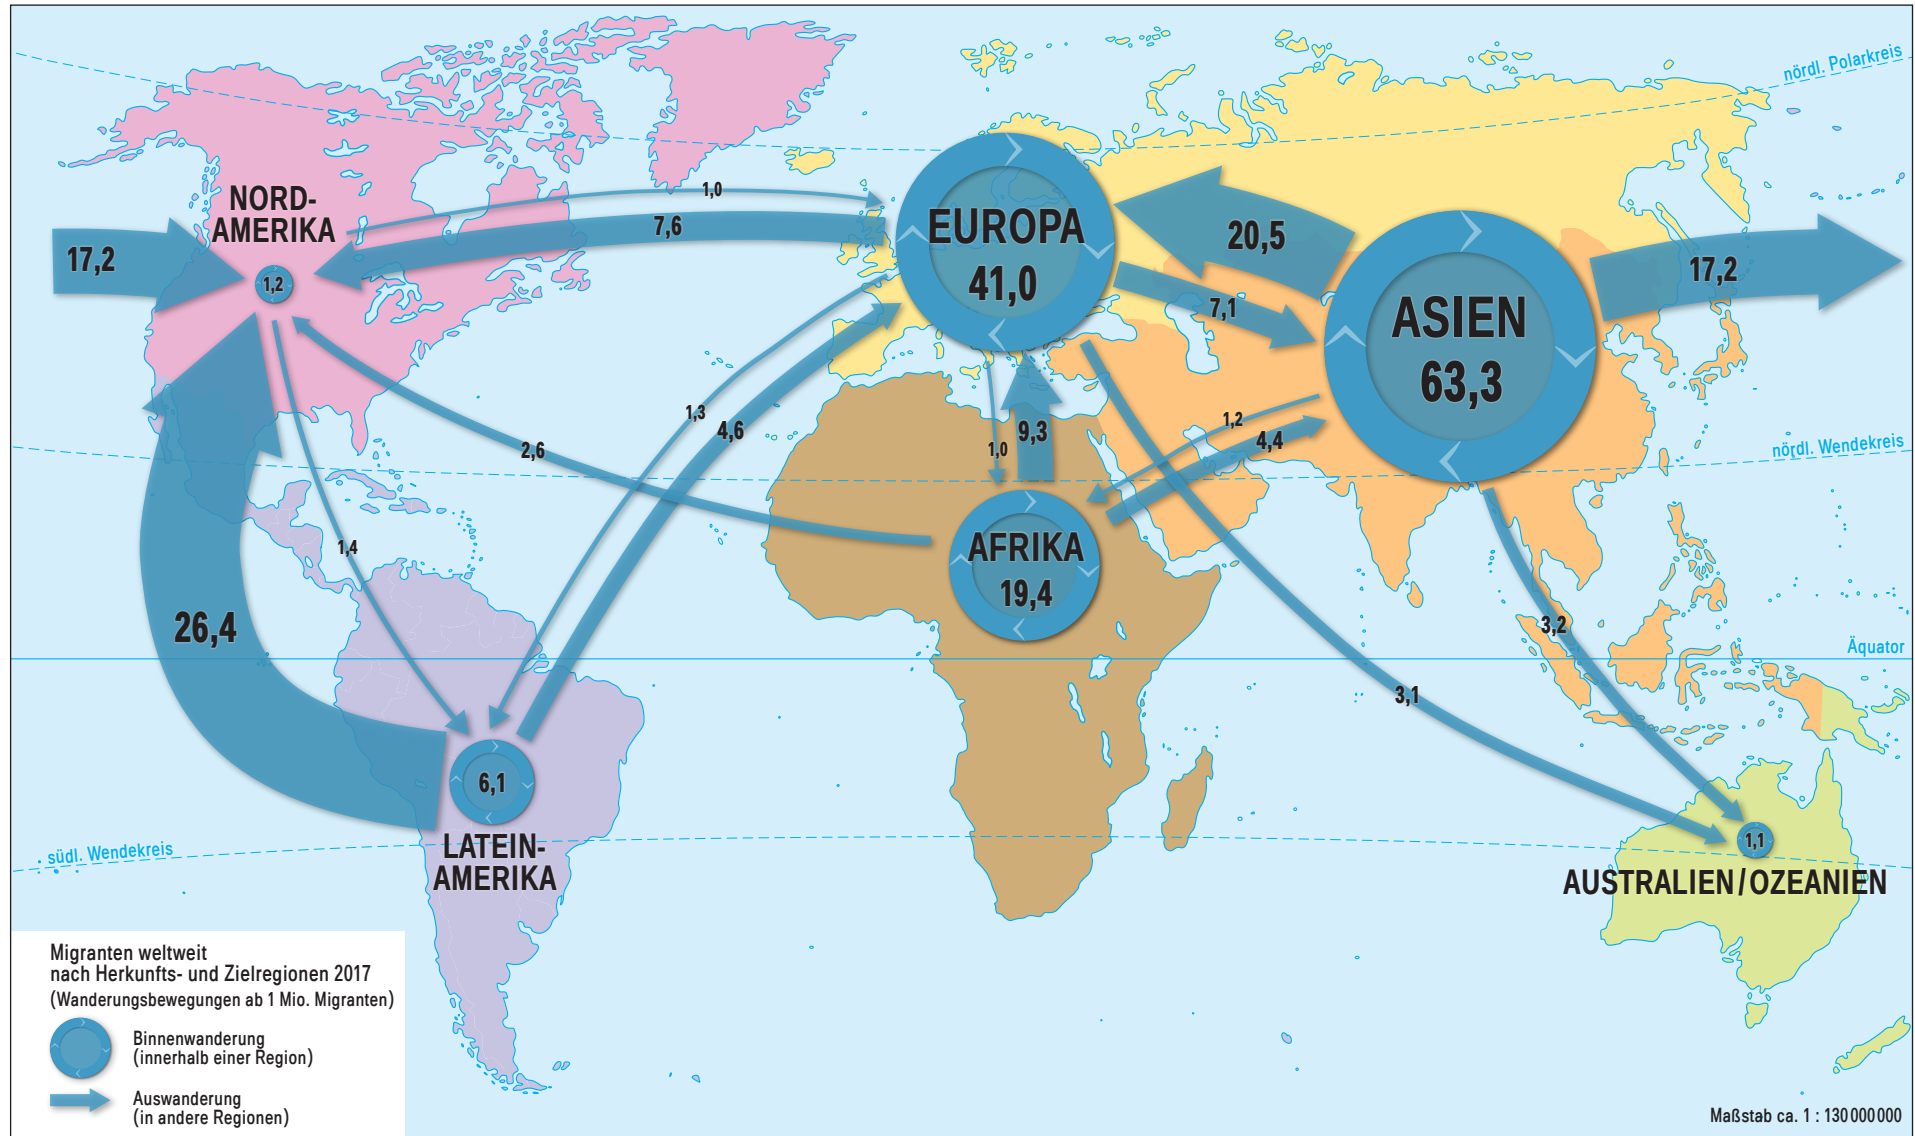 nördl. Polarkreis
NORD-
AMERIKA
1,2
17,2
1,0
7,6
EUROPA
41,0
20,5
7,1
ASIEN
63,3
17,2
1,3
4,6
2,6
1,0
9,3
1,2
4,4
nördl. Wendekreis
1,4
AFRIKA
19,4
26,4
3,2
Äquator
3,1
6,1
LATEIN-
AMERIKA
südl. Wendekreis
1,1
AUSTRALIEN/OZEANIEN
Migranten weltweit
nach Herkunfts- und Zielregionen 2017
(Wanderungsbewegungen ab 1 Mio. Migranten)
Binnenwanderung
(innerhalb einer Region)
Auswanderung
(in andere Regionen)
Maßstab ca. 1 : 130 000 000